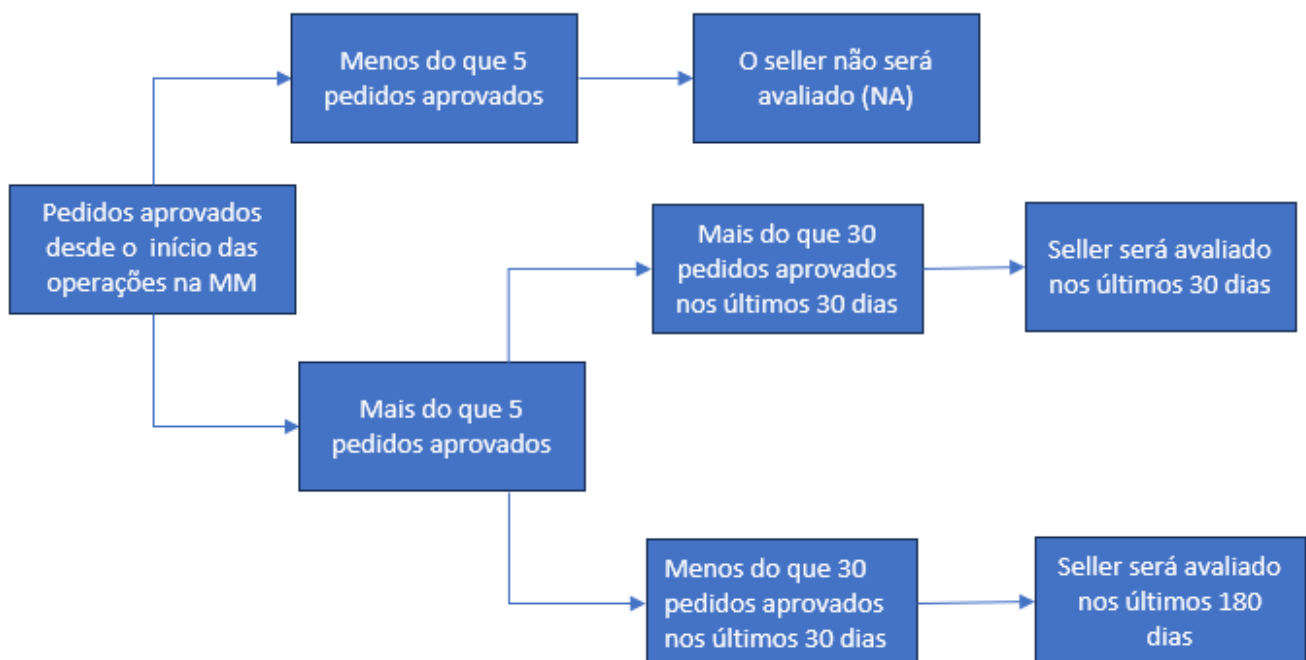 Menos do que 5
pedidos aprovados
O seller não será
avaliado (NA)
Pedidos aprovados
desde o  início das
operações na MM
Mais do que 30
pedidos aprovados
nos últimos 30 dias
Seller será avaliado
nos últimos 30 dias
Mais do que 5
pedidos aprovados
Menos do que 30
pedidos aprovados
nos últimos 30 dias
Seller será avaliado
nos últimos 180
dias